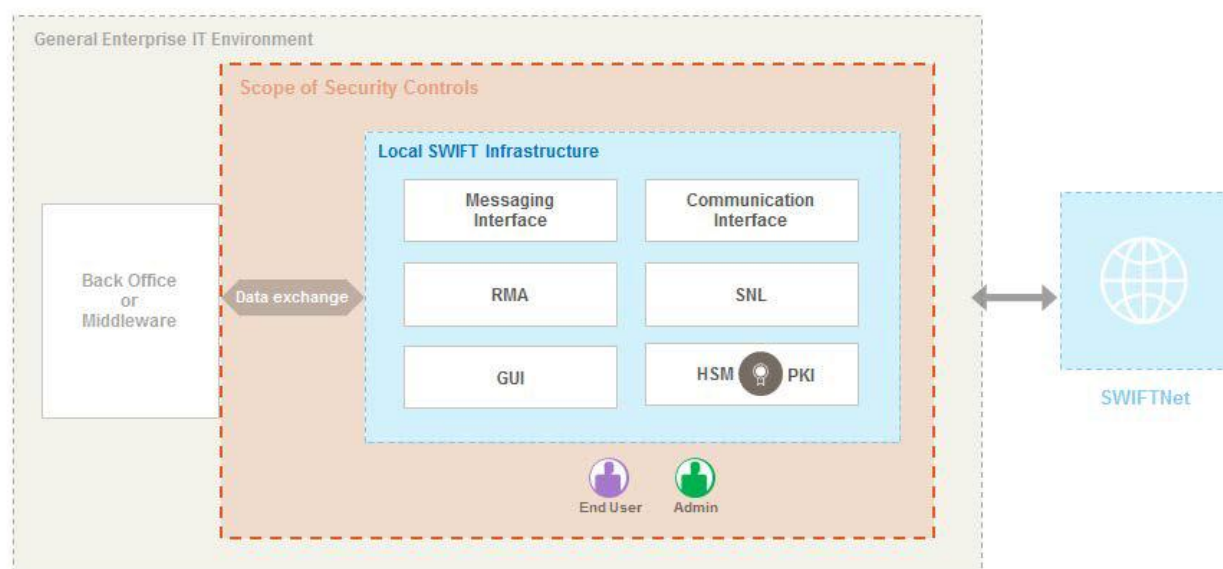 General Enterprise IT Environment
Scope of Security Controls
Local SWIFT Infrastructure
Messaging
Interface
Communication
Interface
Back Office
or
Middleware
Data exchange
RMA
SNL
GUI
HSM PKI
SWIFTNet
End User
Admin